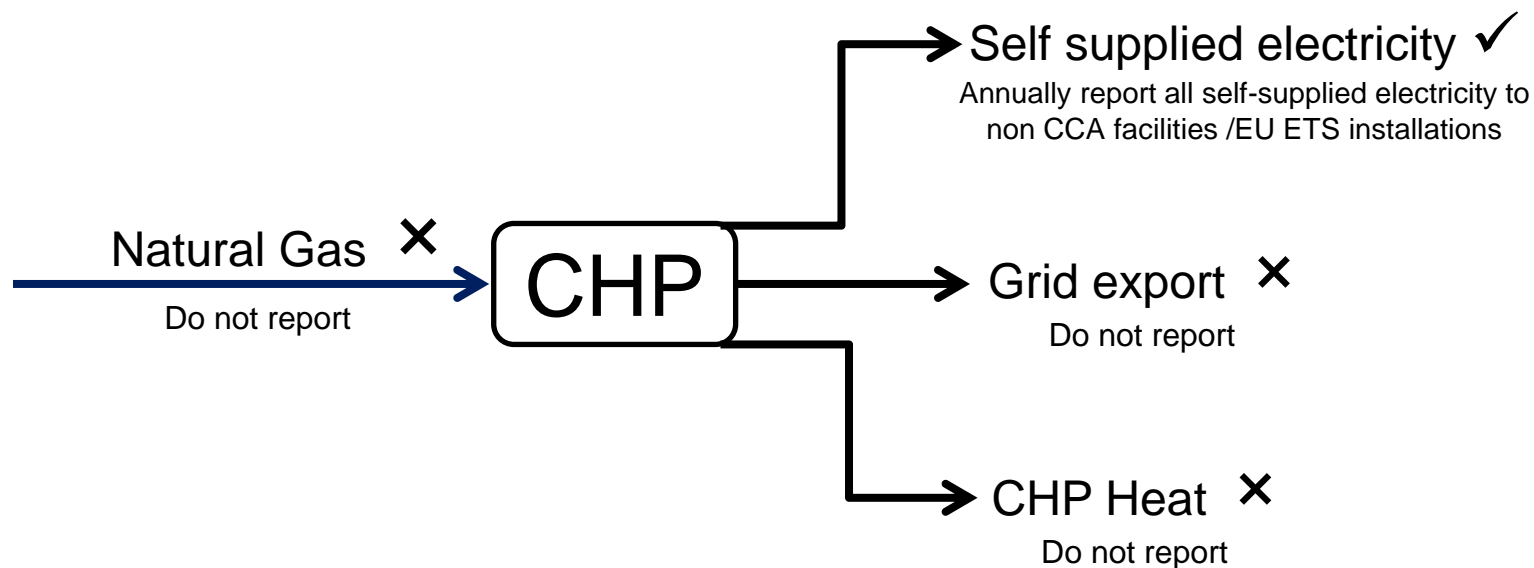 Self supplied electricity ✓
Annually report all self-supplied electricity to
non CCA facilities /EU ETS installations
Natural Gas ×
Do not report
CHP
Grid export ×
Do not report
CHP Heat ×
Do not report